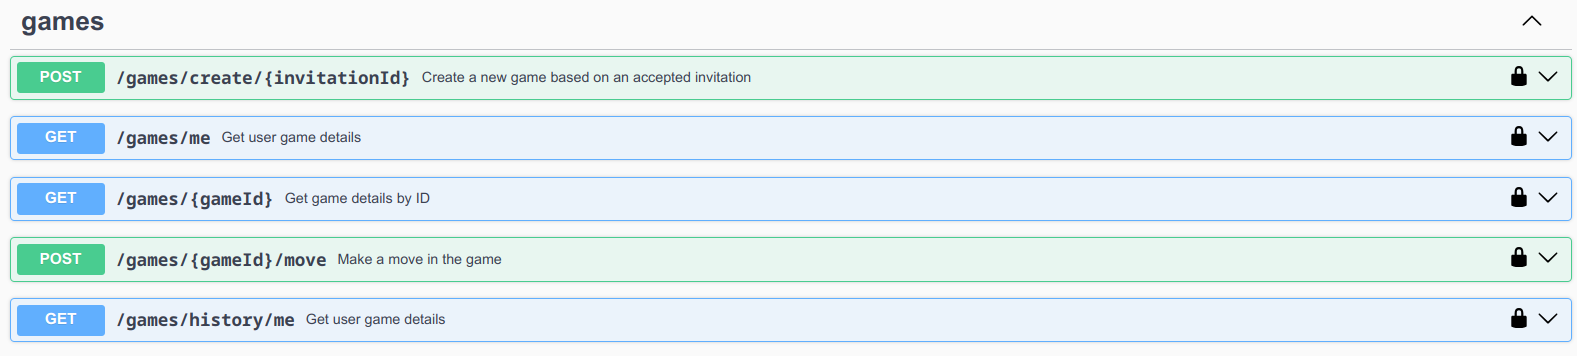 games
POST /games/create/{invitationId} Create a new game based on an accepted invitation
GET /games/me Get user game details
GET /games/{gameId} Get game details by ID
POST /games/{gameId}/move Make a move in the game
GET /games/history/me Get user game details